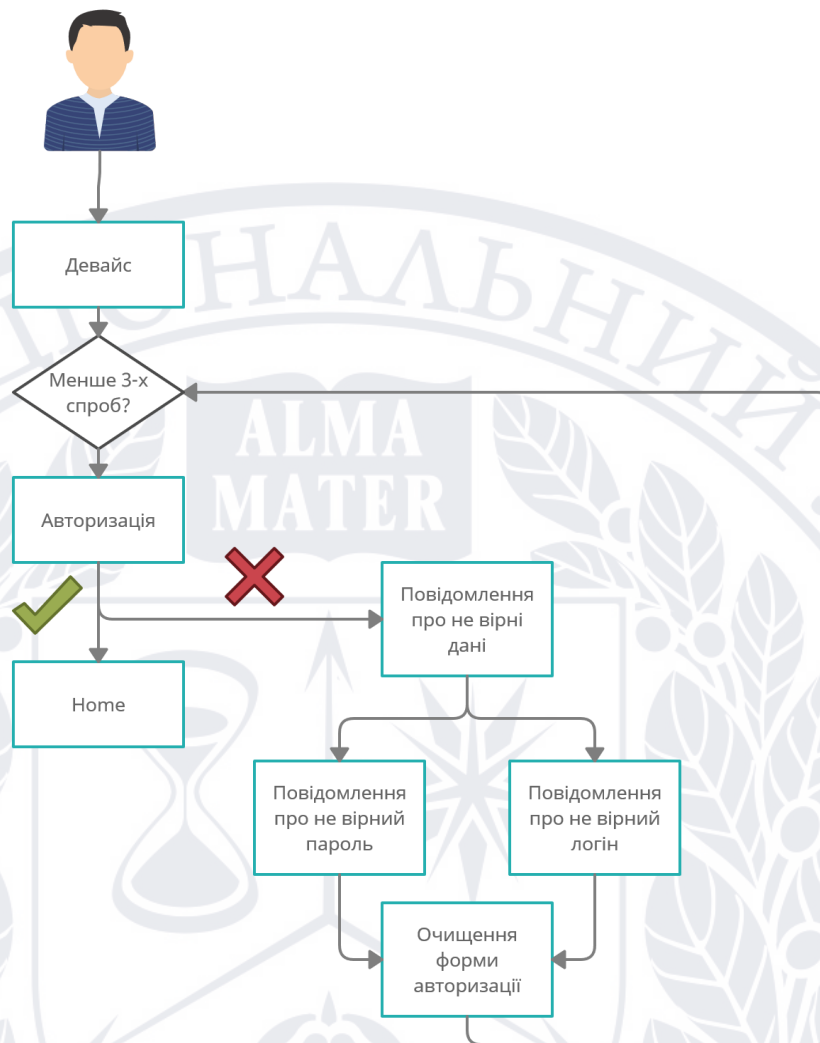 ОНАЛЬНИЙ
Девайс
Менше 3-х
спроб?
ALMA
MATER
Авторизація
Повідомлення
про не вірні
дані
Home
Повідомлення
про не вірний
пароль
Повідомлення
про не вірний
логін
Очищення
форми
авторизації